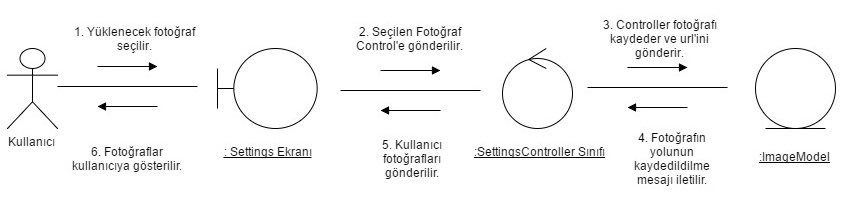 1. Yüklenecek fotoğraf
seçilir.
2. Seçilen Fotoğraf
Control'e gönderilir.
3. Controller fotoğrafı
kaydeder ve url'ini
gönderir.
Kullanıcı
6. Fotoğraflar
kullanıcıya gösterilir.
: Settings Ekranı
5. Kullanıcı
fotoğrafları
gönderilir.
:SettingsController Sınıfı
4. Fotoğrafın
yolunun
kaydedildilme
mesajı iletilir.
:ImageModel